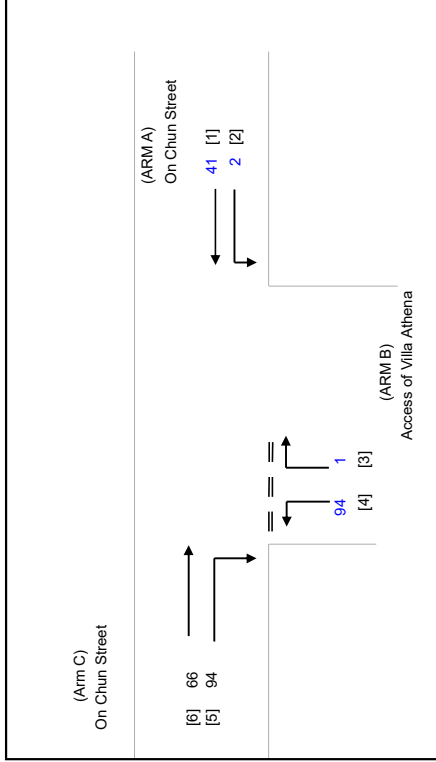 (ARM A)
On Chun Street
41 [1]
2 [2]
(Arm C)
On Chun Street
[6] 66
[5] 94
94
[4]
1
[3]
(ARM B)
Access of Villa Athena